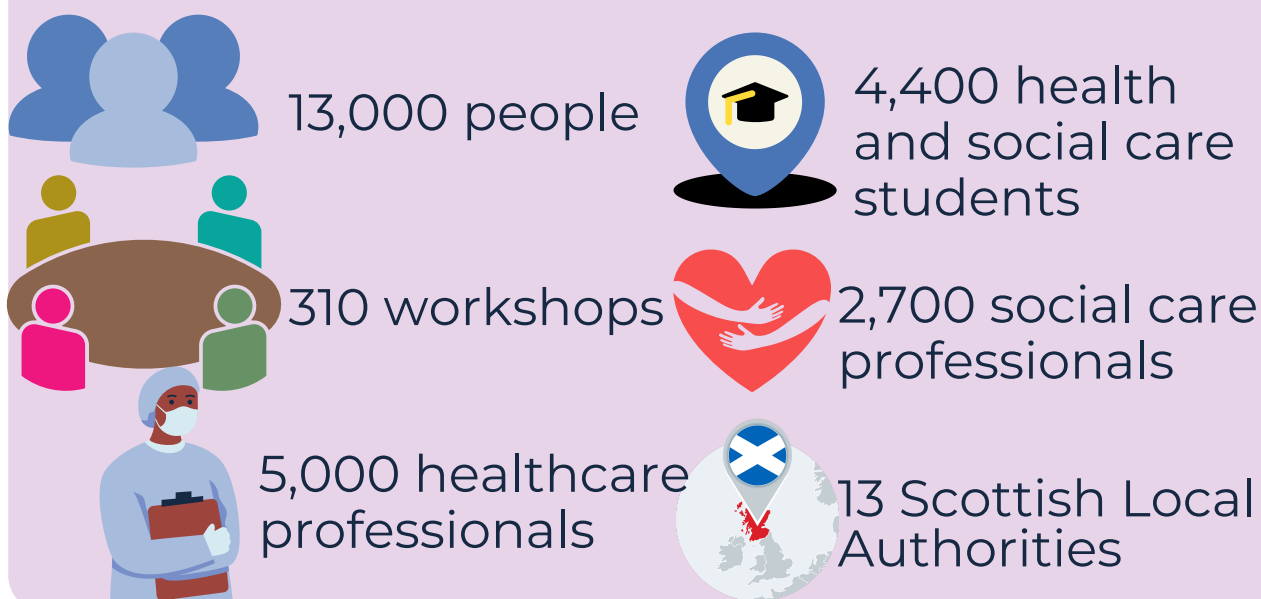 13,000 people
4,400 health
and social care
students
310 workshops
2,700 social care
professionals
5,000 healthcare
professionals
13 Scottish Local
Authorities